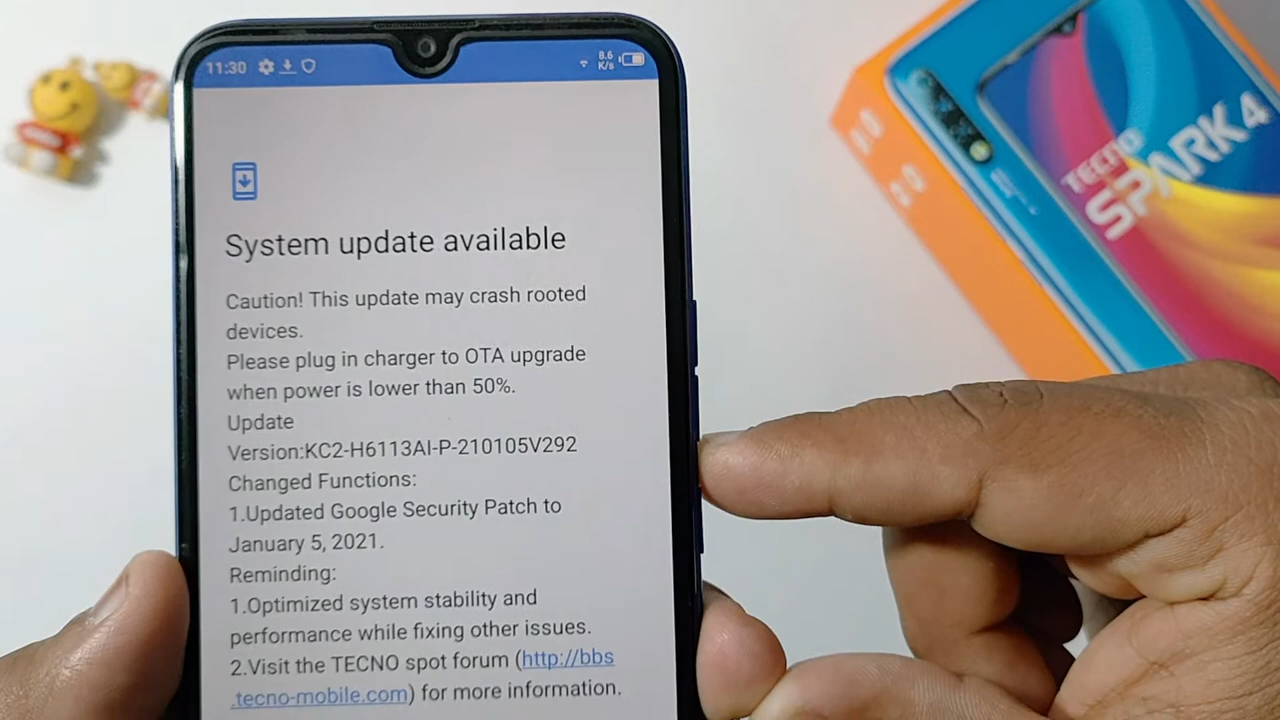 11:30
8.6
K/s
System update available
Caution! This update may crash rooted
devices.
Please plug in charger to OTA upgrade
when power is lower than 50%.
Update
Version:KC2-H6113AI-P-210105V292
Changed Functions:
1.Updated Google Security Patch to
January 5, 2021.
Reminding:
1.Optimized system stability and
performance while fixing other issues.
2.Visit the TECNO spot forum (http://bbs
.tecno-mobile.com) for more information.
TECNO
SPARK 4